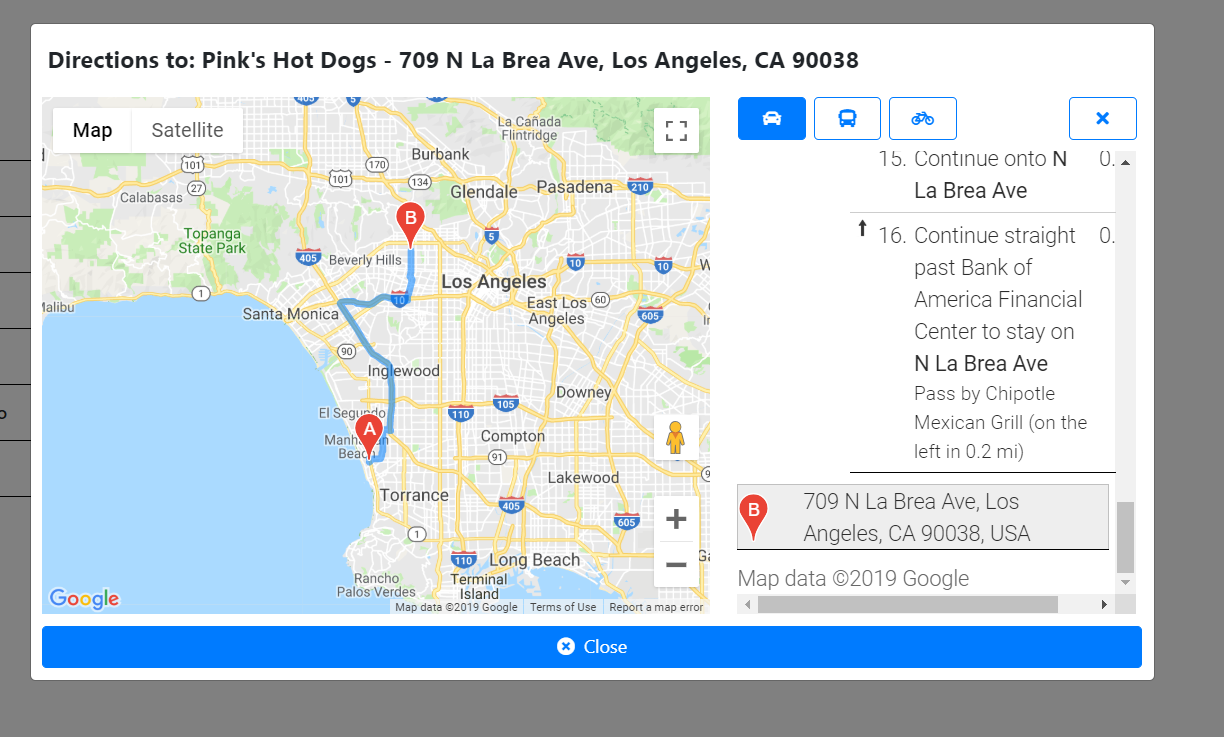 Directions to: Pink's Hot Dogs - 709 N La Brea Ave, Los Angeles, CA 90038
Map
Satellite
405
5
La Cañada
Flintridge
101
170
Burbank
101
134
Glendale
Pasadena
210
27
Calabasas
Topanga
State Park
B
5
405
Beverly Hills
10
10
Los Angeles
1
10
East Los
Angeles
60
605
Malibu
Santa Monica
90
Inglewood
Downey
El Segundo
110
105
A
Manhattan
Beach
Compton
91
Lakewood
Torrance
405
605
1
110
Long Beach
Rancho
Palos Verdes
Terminal
Island
Google
Map data ©2019 Google
Terms of Use
Report a map error
15. Continue onto N 0.
La Brea Ave
16. Continue straight 0.
past Bank of
America Financial
Center to stay on
N La Brea Ave
Pass by Chipotle
Mexican Grill (on the
left in 0.2 mi)
B
709 N La Brea Ave, Los
Angeles, CA 90038, USA
Map data ©2019 Google
Close